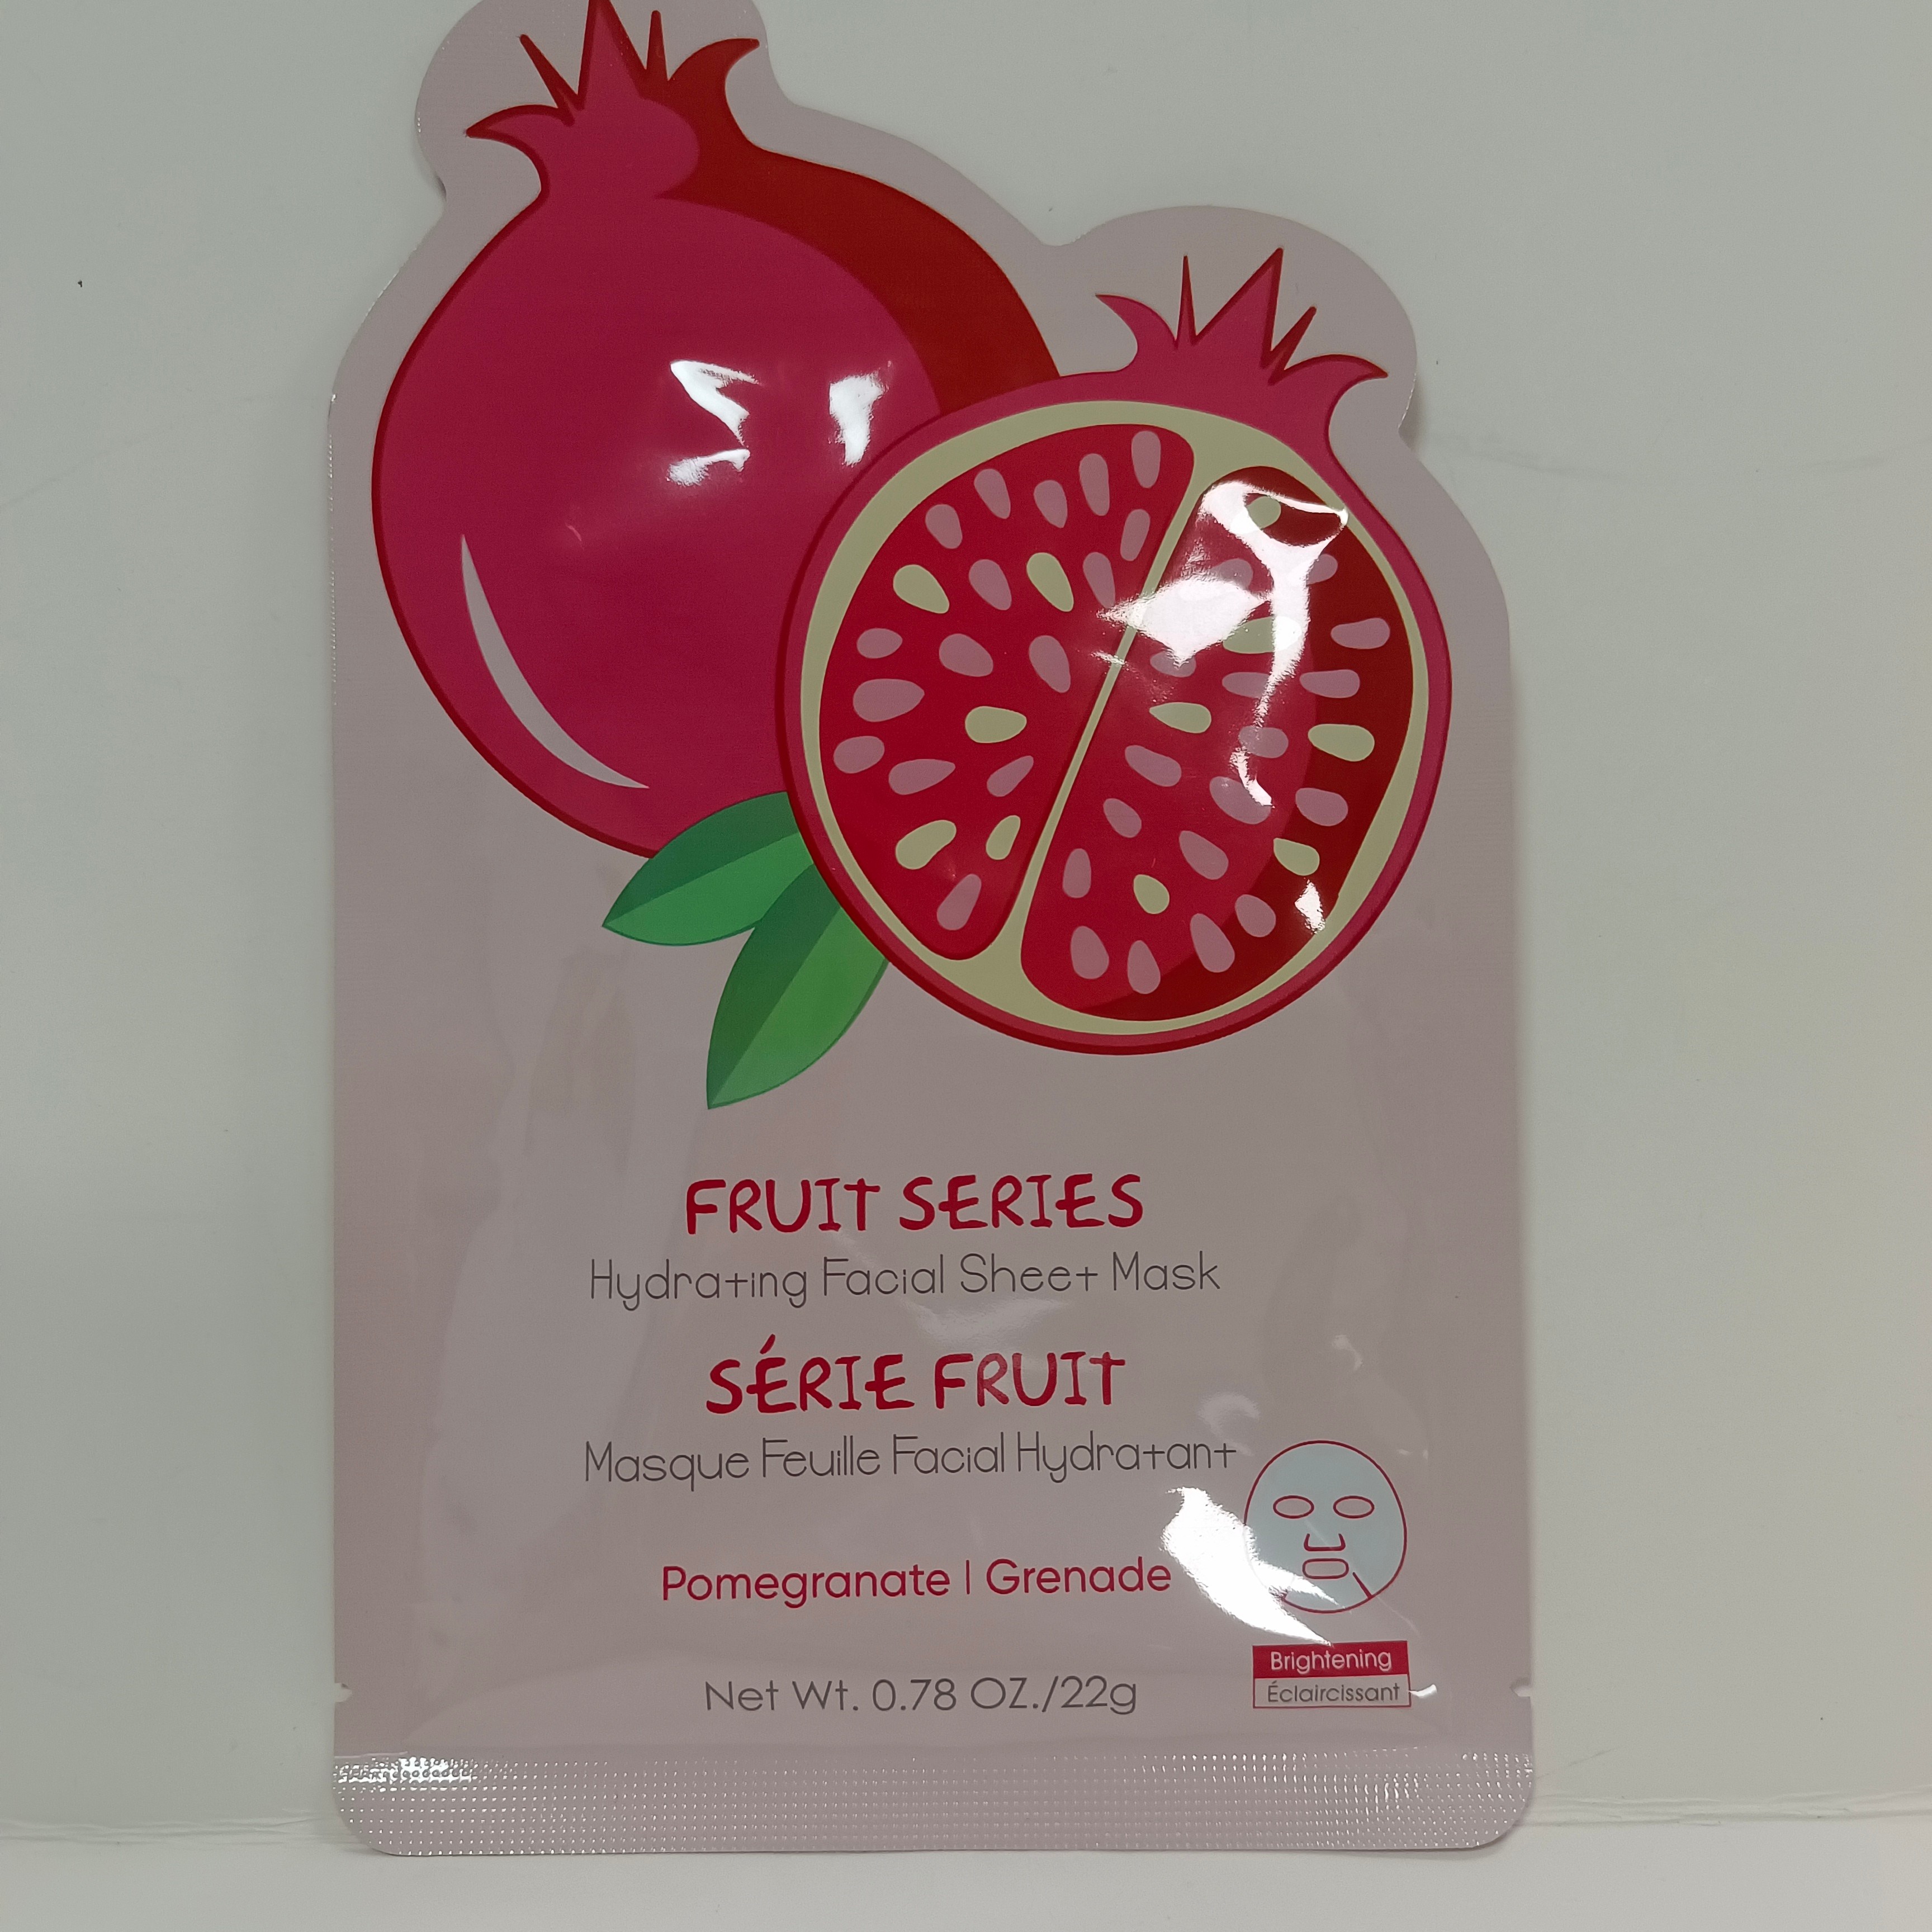 FRUIT SERIES
Hydrating Facial Sheet Mask
SÉRIE FRUIT
Masque Feuille Facial Hydratant
Pomegranate | Grenade
Brightening
Éclaircissant
Net Wt. 0.78 OZ./22g